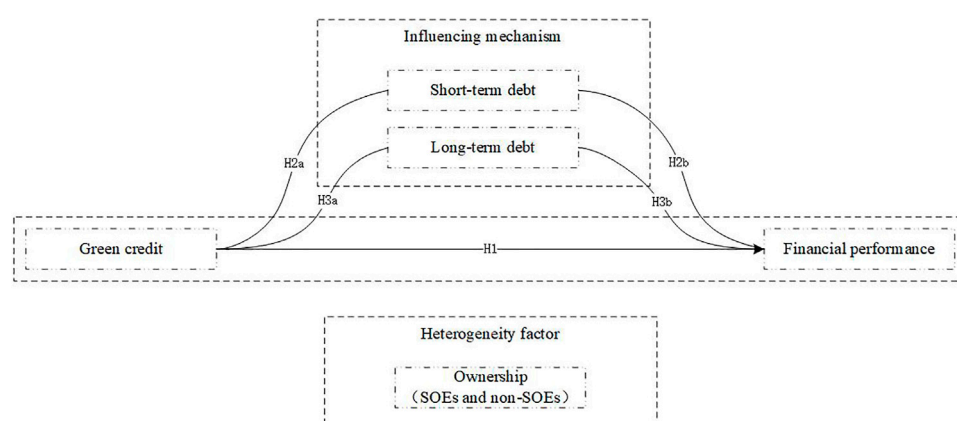 Influencing mechanism
Short-term debt
Long-term debt
H2a
H2b
H3a
H3b
Green credit
H1
Financial performance
Heterogeneity factor
Ownership
（SOEs and non-SOEs）